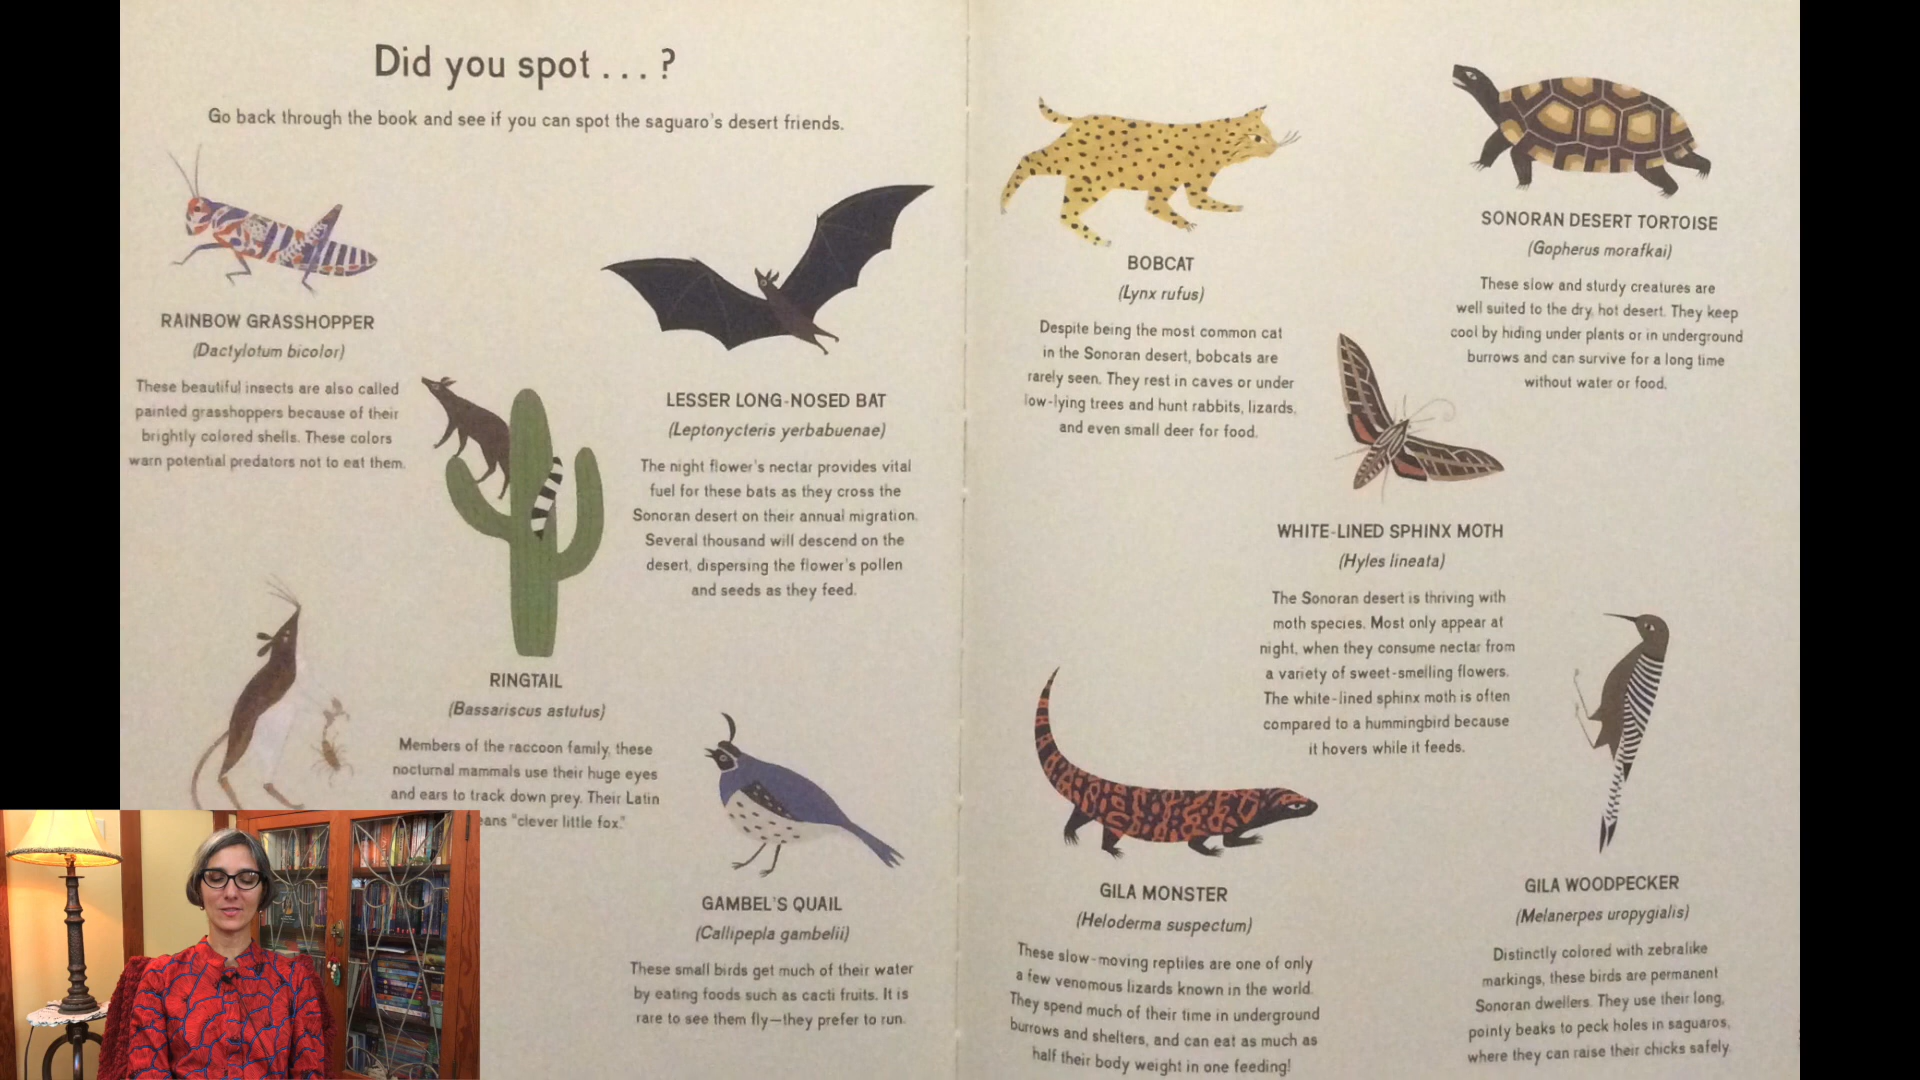 Did you spot . . . ?
Go back through the book and see if you can spot the saguaro's desert friends.
RAINBOW GRASSHOPPER
(Dactylotum bicolor)
These beautiful insects are also called
painted grasshoppers because of their
brightly colored shells. These colors
warn potential predators not to eat them.
LESSER LONG-NOSED BAT
(Leptonycteris yerbabuenae)
The night flower's nectar provides vital
fuel for these bats as they cross the
Sonoran desert on their annual migration.
Several thousand will descend on the
desert, dispersing the flower's pollen
and seeds as they feed.
RINGTAIL
(Bassariscus astutus)
Members of the raccoon family, these
nocturnal mammals use their huge eyes
and ears to track down prey. Their Latin
"clever little fox."
GAMBEL'S QUAIL
(Callipepla gambelii)
These small birds get much of their water
by eating foods such as cacti fruits. It is
rare to see them fly—they prefer to run.
BOBCAT
(Lynx rufus)
Despite being the most common cat
in the Sonoran desert, bobcats are
rarely seen. They rest in caves or under
low-lying trees and hunt rabbits, lizards,
and even small deer for food.
SONORAN DESERT TORTOISE
(Gopherus morafkai)
These slow and sturdy creatures are
well suited to the dry, hot desert. They keep
cool by hiding under plants or in underground
burrows and can survive for a long time
without water or food.
WHITE-LINED SPHINX MOTH
(Hyles lineata)
The Sonoran desert is thriving with
moth species. Most only appear at
night, when they consume nectar from
a variety of sweet-smelling flowers.
The white-lined sphinx moth is often
compared to a hummingbird because
it hovers while it feeds.
GILA MONSTER
(Heloderma suspectum)
These slow-moving reptiles are one of only
a few venomous lizards known in the world.
They spend much of their time in underground
burrows and shelters, and can eat as much as
half their body weight in one feeding!
GILA WOODPECKER
(Melanerpes uropygialis)
Distinctly colored with zebralike
markings, these birds are permanent
Sonoran dwellers. They use their long,
pointy beaks to peck holes in saguaros,
where they can raise their chicks safely.